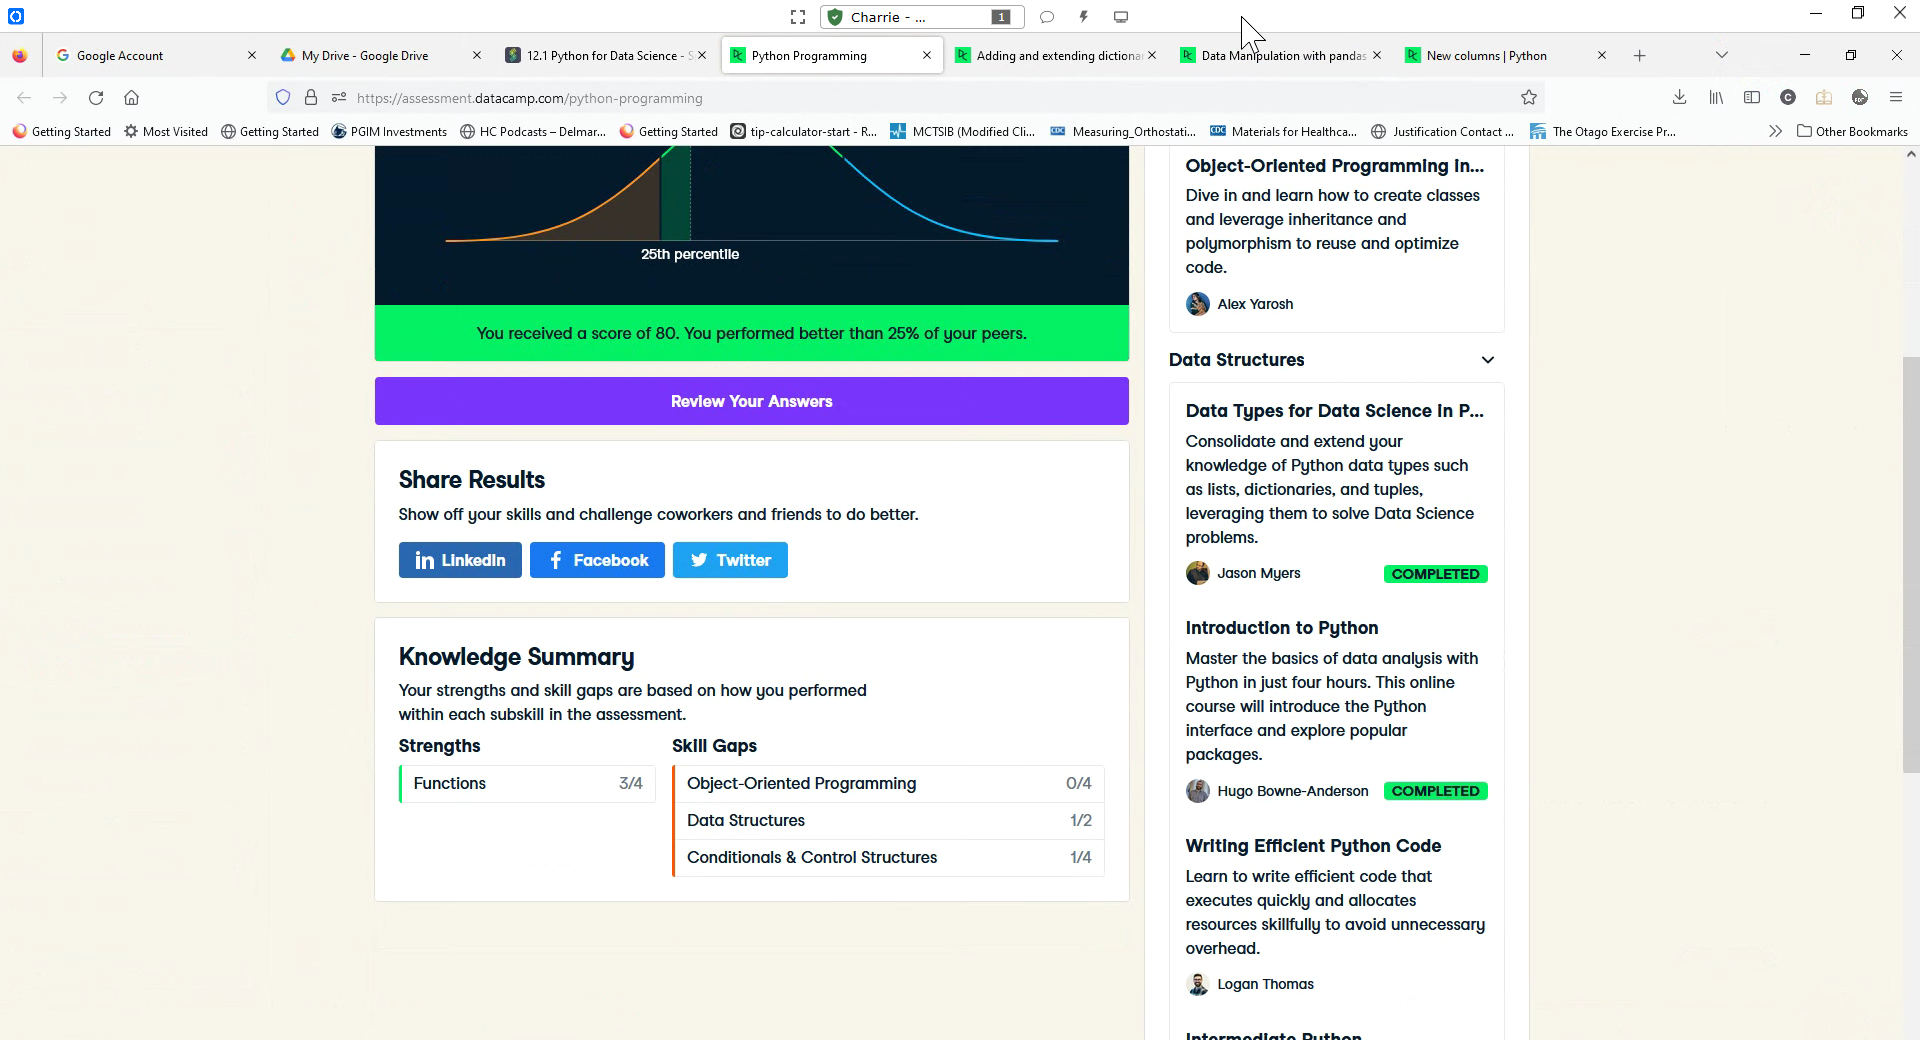 Charrie - ...
1
Google Account
My Drive - Google Drive
12.1 Python for Data Science - S
Python Programming
Adding and extending dictionar
Data Manipulation with pandas
New columns | Python
https://assessment.datacamp.com/python-programming
Getting Started
Most Visited
Getting Started
PGIM Investments
HC Podcasts – Delmar...
Getting Started
tip-calculator-start - R...
MCTSIB (Modified Cli...
Measuring_Orthostati...
Materials for Healthca...
Justification Contact ...
The Otago Exercise Pr...
Other Bookmarks
25th percentile
You received a score of 80. You performed better than 25% of your peers.
Review Your Answers
Share Results
Show off your skills and challenge coworkers and friends to do better.
LinkedIn
Facebook
Twitter
Knowledge Summary
Your strengths and skill gaps are based on how you performed
within each subskill in the assessment.
Strengths
Functions 3/4
Skill Gaps
Object-Oriented Programming 0/4
Data Structures 1/2
Conditionals & Control Structures 1/4
Object-Oriented Programming in...
Dive in and learn how to create classes
and leverage inheritance and
polymorphism to reuse and optimize
code.
Alex Yarosh
Data Structures
Data Types for Data Science in P...
Consolidate and extend your
knowledge of Python data types such
as lists, dictionaries, and tuples,
leveraging them to solve Data Science
problems.
Jason Myers
COMPLETED
Introduction to Python
Master the basics of data analysis with
Python in just four hours. This online
course will introduce the Python
interface and explore popular
packages.
Hugo Bowne-Anderson
COMPLETED
Writing Efficient Python Code
Learn to write efficient code that
executes quickly and allocates
resources skillfully to avoid unnecessary
overhead.
Logan Thomas
Intermediate Python